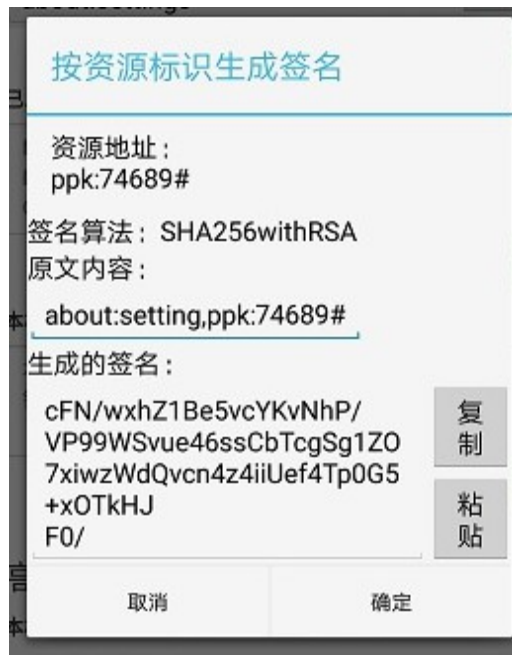 按资源标识生成签名
资源地址：
ppk:74689#
签名算法：SHA256withRSA
原文内容：
about:setting,ppk:74689#
生成的签名：
cFN/wxhZ1Be5vcYKvNhP/
VP99WSvue46ssCbTcgSg1ZO
7xiwzWdQvcn4z4iiUef4Tp0G5
+xOTkHJ
F0/
复制
粘贴
取消
确定